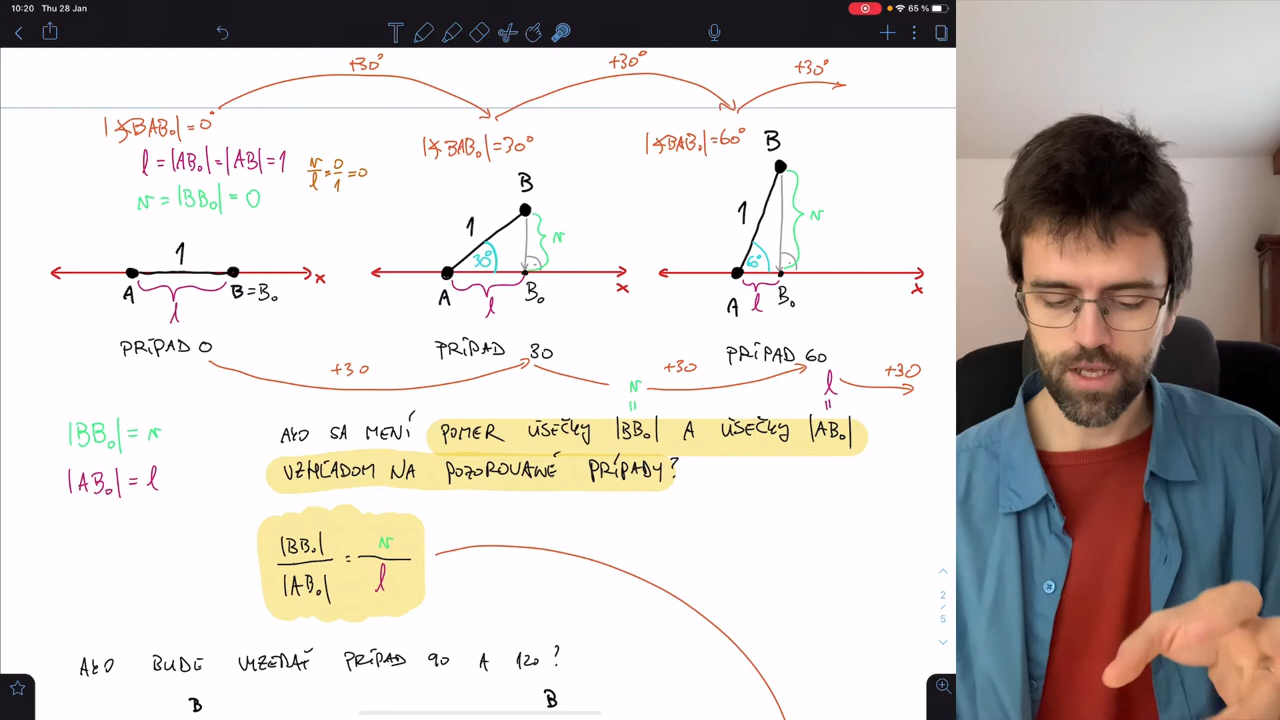 10:20 Thu 28 Jan
65 %
+30° +30° +30°
|∢BAB₀| = 0°
l = |AB₀| = |AB| = 1
v = |BB₀| = 0
v/l = 0/1 = 0
|∢BAB₀| = 30°
|∢BAB₀| = 60°
B
B
1 1 v 1 v
30° 60°
x x x
A B = B₀ A B₀ A B₀
l l l
PRÍPAD 0 PRÍPAD 30 PRÍPAD 60
+30 +30 +30
v l
= =
|BB₀| = v
|AB₀| = l
AKO SA MENÍ POMER ÚSEČKY |BB₀| A ÚSEČKY |AB₀|
VZHĽADOM NA POZOROVANÉ PRÍPADY?
|BB₀|/|AB₀| = v/l
AKO BUDE VYZERAŤ PRÍPAD 90 A 120?
B B
2 / 5